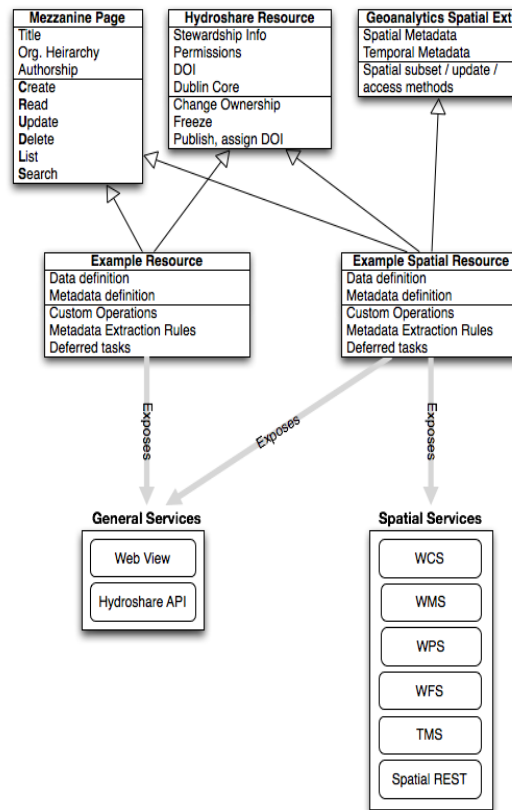 Mezzanine Page
Title
Org. Heirarchy
Authorship
Create
Read
Update
Delete
List
Search
Hydroshare Resource
Stewardship Info
Permissions
DOI
Dublin Core
Change Ownership
Freeze
Publish, assign DOI
Geoanalytics Spatial Ext
Spatial Metadata
Temporal Metadata
Spatial subset / update /
access methods
Example Resource
Data definition
Metadata definition
Custom Operations
Metadata Extraction Rules
Deferred tasks
Example Spatial Resource
Data definition
Metadata definition
Custom Operations
Metadata Extraction Rules
Deferred tasks
Exposes
Exposes
Exposes
General Services
Web View
Hydroshare API
Spatial Services
WCS
WMS
WPS
WFS
TMS
Spatial REST